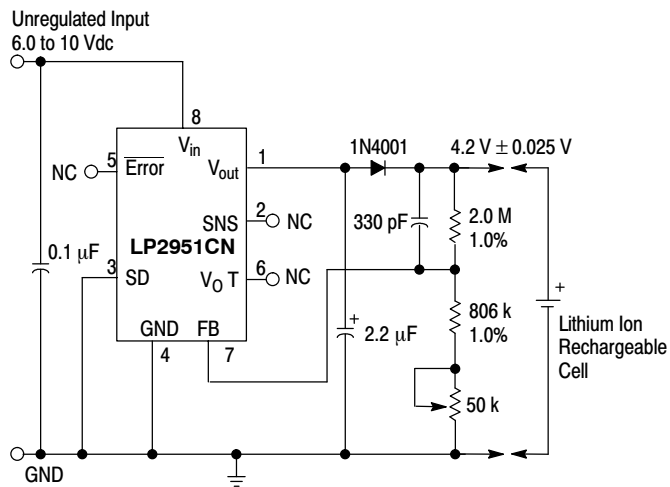 Unregulated Input
6.0 to 10 Vdc
8
Vin
5
Error
NC
Vout
1
1N4001
4.2 V ± 0.025 V
SNS
2
NC
330 pF
2.0 M
1.0%
LP2951CN
0.1 μF
3
SD
VO T
6
NC
806 k
1.0%
GND
FB
4
7
+
2.2 μF
+
Lithium Ion
Rechargeable
Cell
50 k
GND